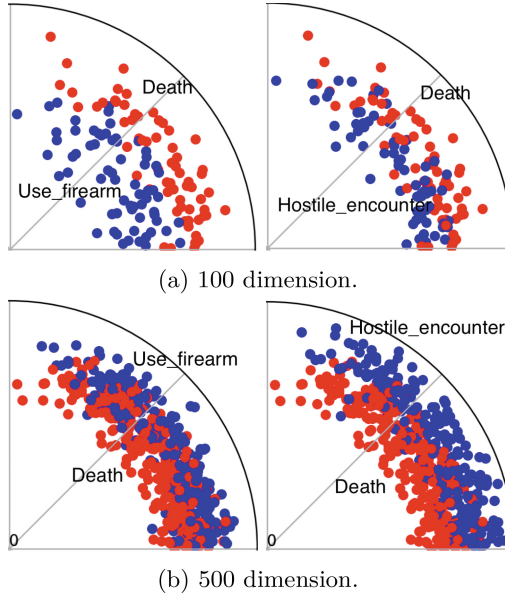 Death
Death
Use_firearm
Hostile_encounter
(a) 100 dimension.
Hostile_encounter
Use_firearm
Death
Death
0
0
(b) 500 dimension.